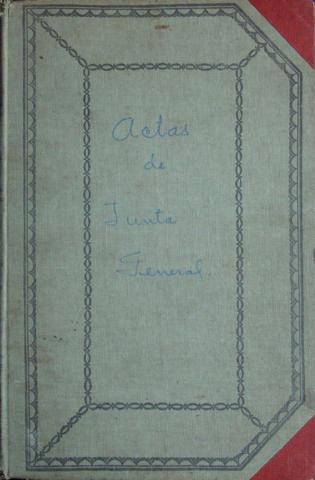 Actas
de
Junta
General.